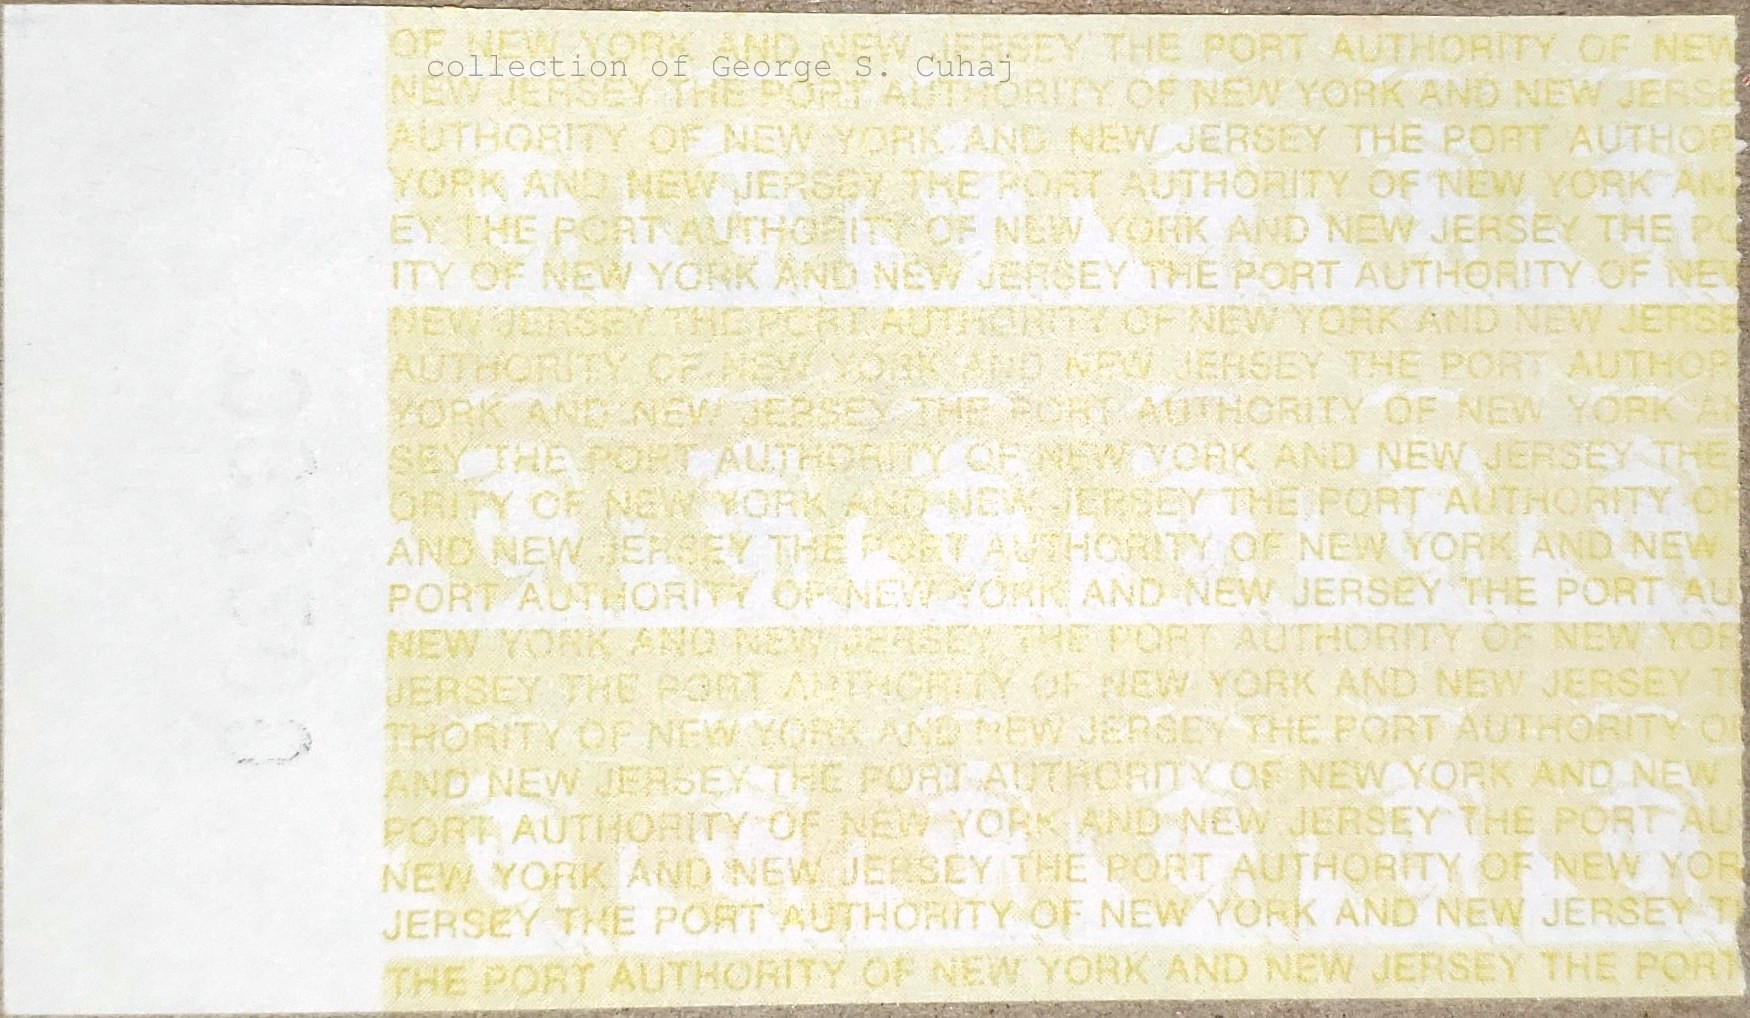 OF NEW YORK AND NEW JERSEY THE PORT AUTHORITY OF NEW
collection of George S. Cuhaj
NEW JERSEY THE PORT AUTHORITY OF NEW YORK AND NEW JERSE
AUTHORITY OF NEW YORK AND NEW JERSEY THE PORT AUTHOR
YORK AND NEW JERSEY THE PORT AUTHORITY OF NEW YORK AN
EY THE PORT AUTHORITY OF NEW YORK AND NEW JERSEY THE PO
ITY OF NEW YORK AND NEW JERSEY THE PORT AUTHORITY OF NEW
NEW JERSEY THE PORT AUTHORITY OF NEW YORK AND NEW JERSE
AUTHORITY OF NEW YORK AND NEW JERSEY THE PORT AUTHOR
YORK AND NEW JERSEY THE PORT AUTHORITY OF NEW YORK AN
SEY THE PORT AUTHORITY OF NEW YORK AND NEW JERSEY THE
ORITY OF NEW YORK AND NEW JERSEY THE PORT AUTHORITY OF
AND NEW JERSEY THE PORT AUTHORITY OF NEW YORK AND NEW
PORT AUTHORITY OF NEW YORK AND NEW JERSEY THE PORT AU
NEW YORK AND NEW JERSEY THE PORT AUTHORITY OF NEW YOR
JERSEY THE PORT AUTHORITY OF NEW YORK AND NEW JERSEY T
THORITY OF NEW YORK AND NEW JERSEY THE PORT AUTHORITY OF
AND NEW JERSEY THE PORT AUTHORITY OF NEW YORK AND NEW
PORT AUTHORITY OF NEW YORK AND NEW JERSEY THE PORT AU
NEW YORK AND NEW JERSEY THE PORT AUTHORITY OF NEW YOR
JERSEY THE PORT AUTHORITY OF NEW YORK AND NEW JERSEY T
THE PORT AUTHORITY OF NEW YORK AND NEW JERSEY THE PORT